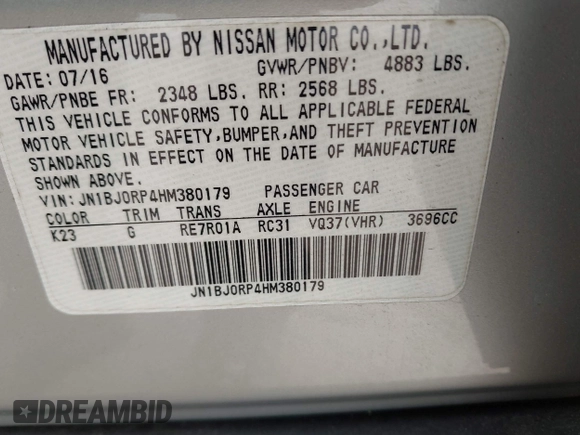 MANUFACTURED BY NISSAN MOTOR CO.,LTD.
DATE: 07/16 GVWR/PNBV: 4883 LBS.
GAWR/PNBE FR: 2348 LBS. RR: 2568 LBS.
THIS VEHICLE CONFORMS TO ALL APPLICABLE FEDERAL
MOTOR VEHICLE SAFETY,BUMPER,AND THEFT PREVENTION
STANDARDS IN EFFECT ON THE DATE OF MANUFACTURE
SHOWN ABOVE.
VIN: JN1BJ0RP4HM380179 PASSENGER CAR
COLOR TRIM TRANS AXLE ENGINE
K23 G RE7R01A RC31 VQ37(VHR) 3696CC
JN1BJ0RP4HM380179
DREAMBID